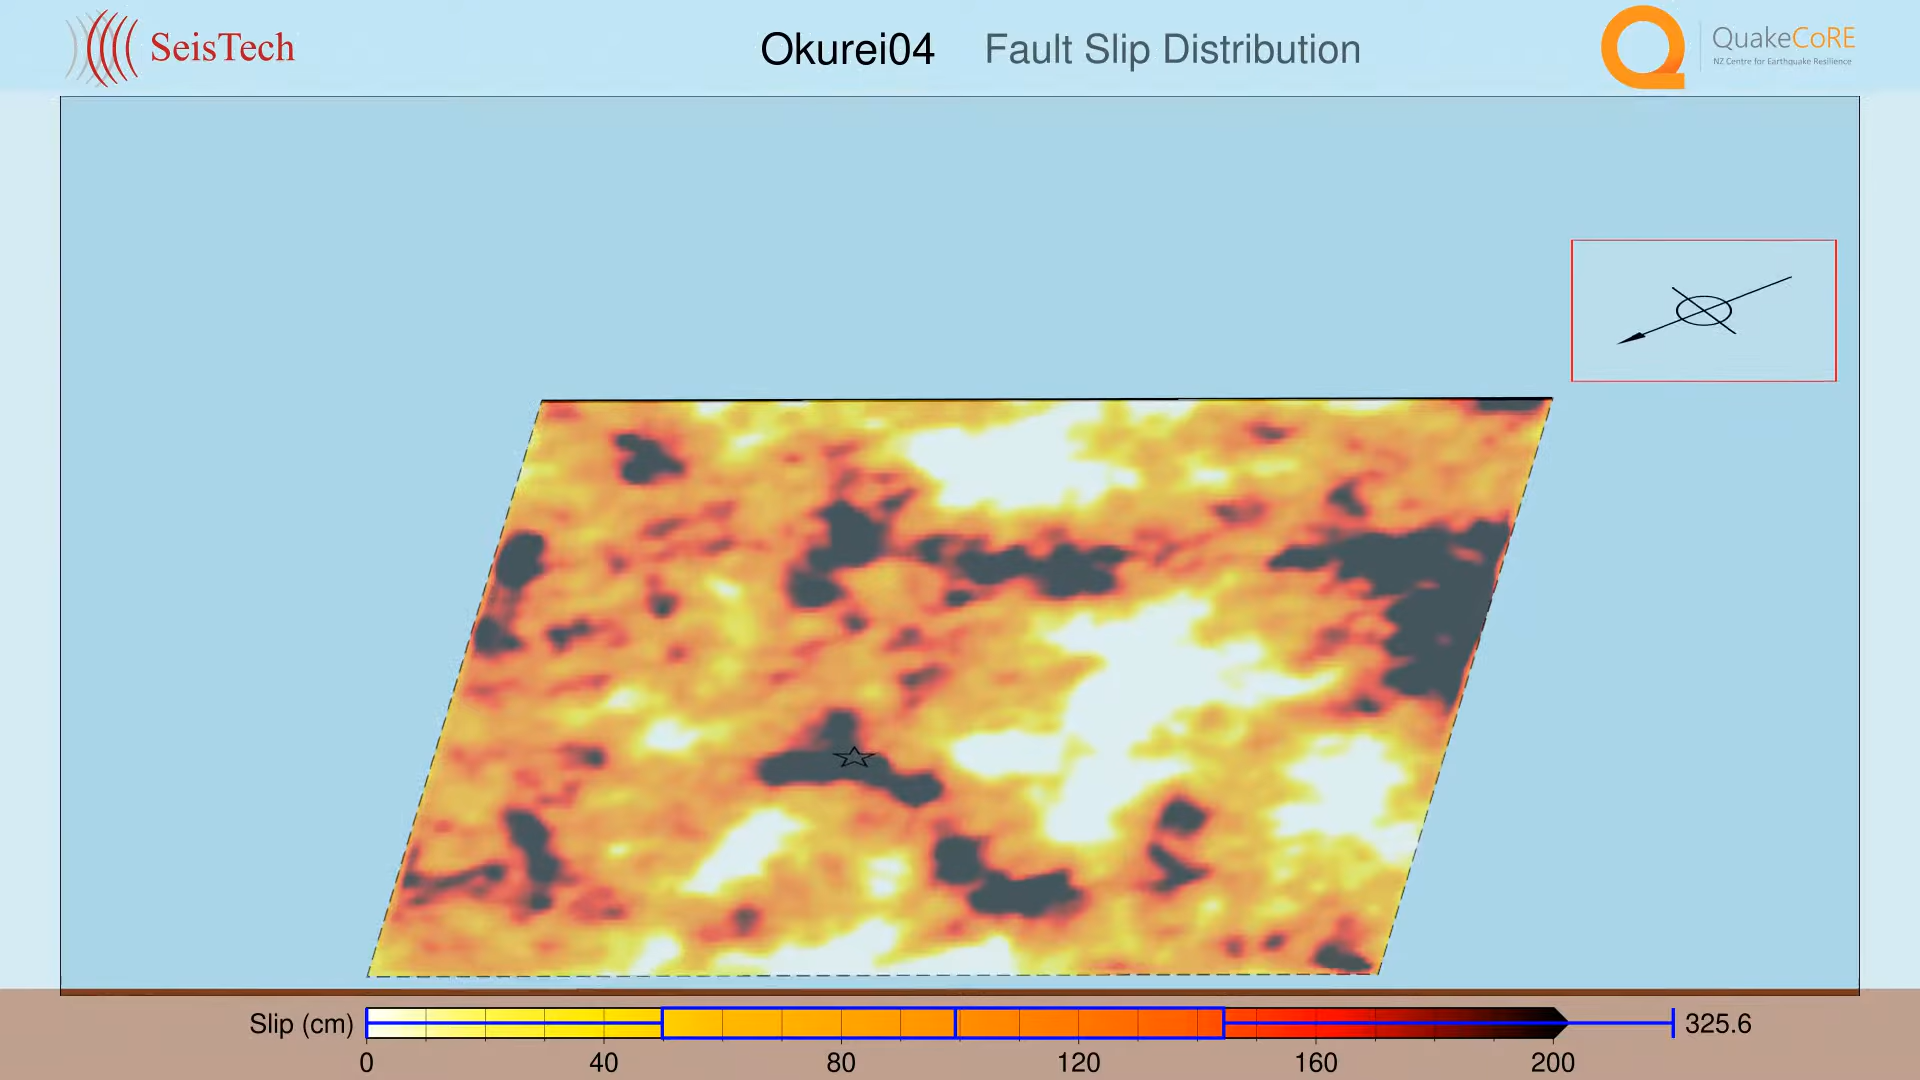 SeisTech
Okurei04 Fault Slip Distribution
QuakeCoRE
NZ Centre for Earthquake Resilience
Slip (cm)
325.6
0 40 80 120 160 200